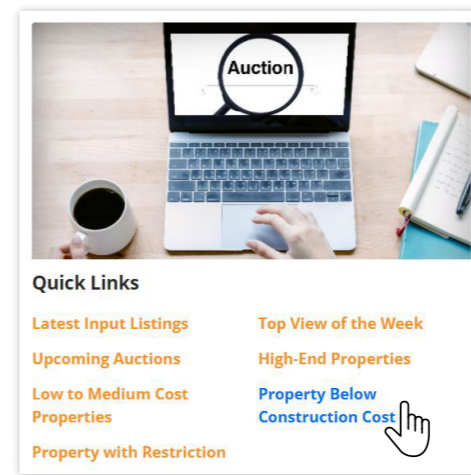 Auction
Quick Links
Latest Input Listings
Top View of the Week
Upcoming Auctions
High-End Properties
Low to Medium Cost
Properties
Property Below
Construction Cost
Property with Restriction